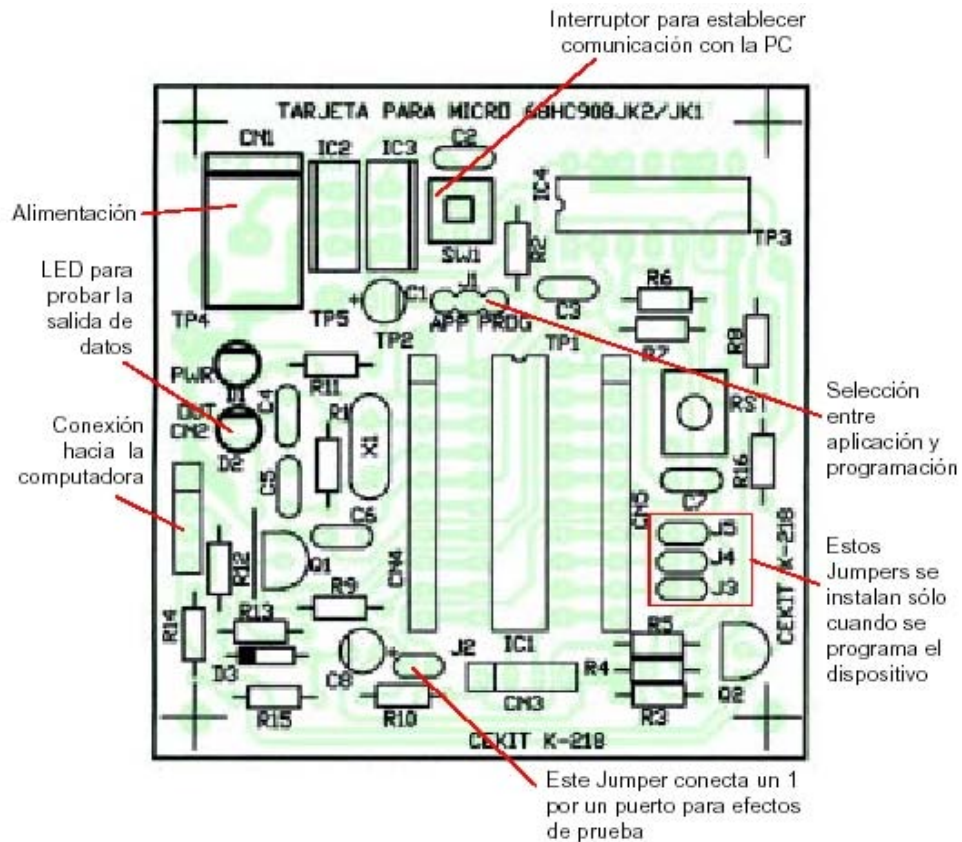 Interruptor para establecer
comunicación con la PC
TARJETA PARA MICRO 68HC908JK2/JK1
CN1
IC2
IC3
C2
IC4
Alimentación
SW1
R2
TP3
LED para
probar la
salida de
datos
TP4
TP5
C1
J1
C3
R6
APP PROG
TP2
TP1
R7
R8
PWR
D1
R11
OUT
CN2
D2
C4
R1
X1
RS
Selección
entre
aplicación y
programación
Conexión
hacia la
computadora
C5
R16
C7
C6
CN4
CN5
J5
J4
J3
CEKIT K-218
Estos
Jumpers se
instalan sólo
cuando se
programa el
dispositivo
R12
Q1
R9
R14
R13
D3
C8
J2
IC1
R5
R4
R3
Q2
R15
R10
CM3
CEKIT K-218
Este Jumper conecta un 1
por un puerto para efectos
de prueba